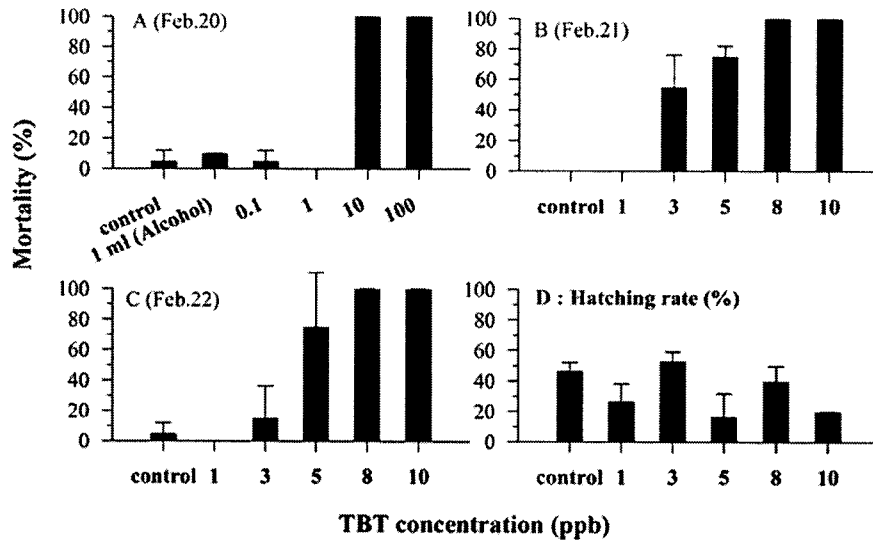 A (Feb.20)
100
80
60
40
20
0
control
1 ml (Alcohol)
0.1
1
10
100
B (Feb.21)
100
80
60
40
20
0
control 1 3 5 8 10
Mortality (%)
C (Feb.22)
100
80
60
40
20
0
control 1 3 5 8 10
D : Hatching rate (%)
100
80
60
40
20
0
control 1 3 5 8 10
TBT concentration (ppb)